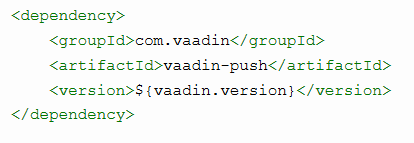 <dependency>
    <groupId>com.vaadin</groupId>
    <artifactId>vaadin-push</artifactId>
    <version>${vaadin.version}</version>
</dependency>